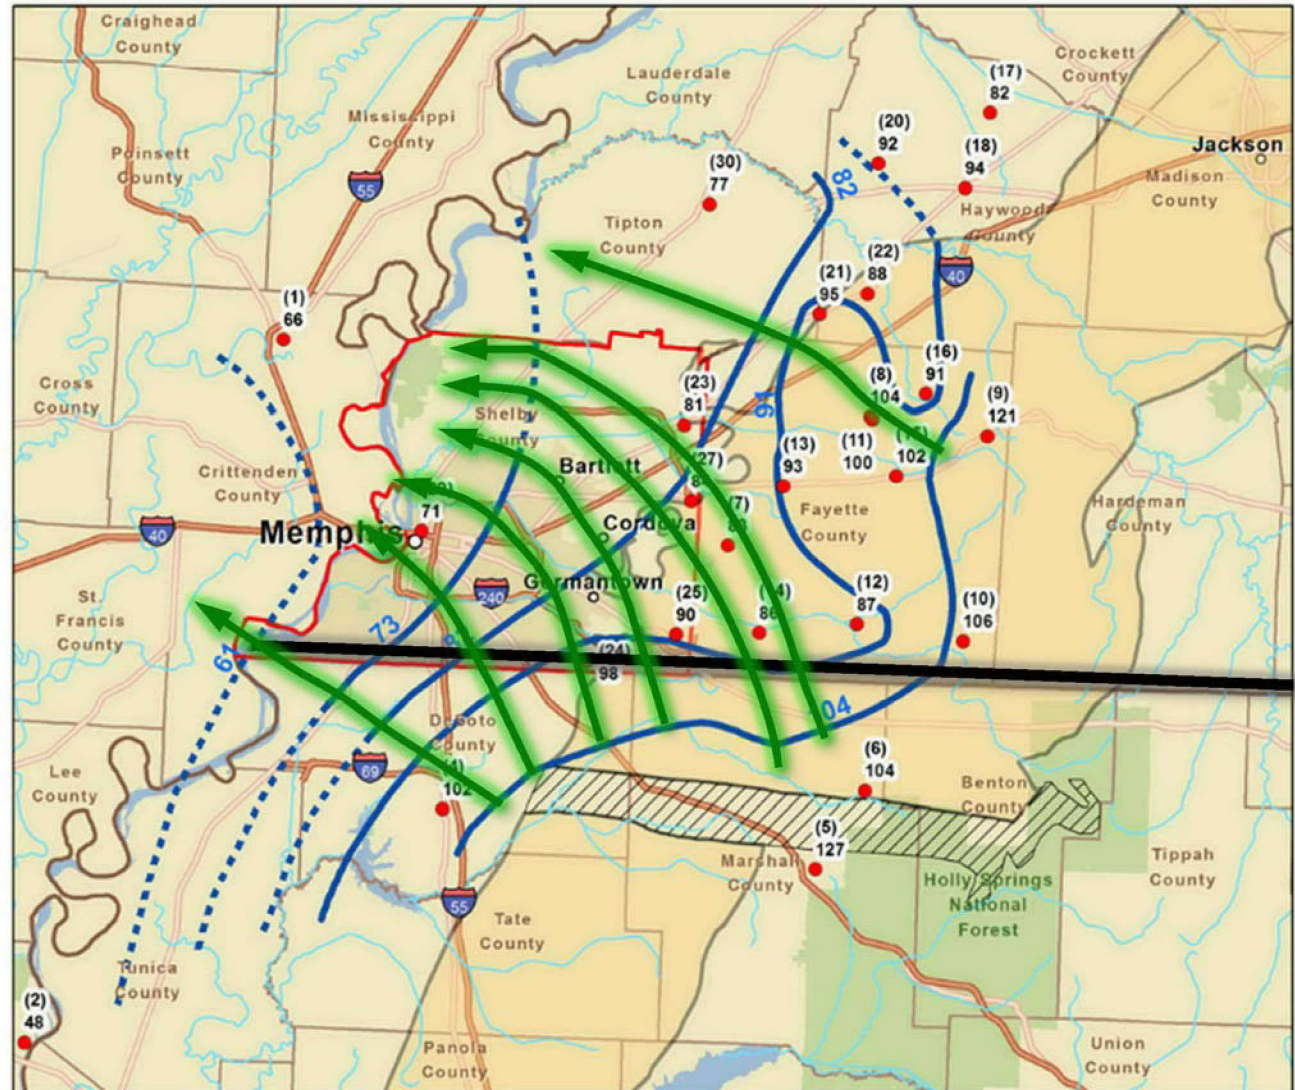 Craighead
County
Lauderdale
County
Crockett
County
(17)
82
Mississippi
County
(20)
92
Jackson
Poinsett
County
(18)
94
(30)
77
55
82
Madison
County
Tipton
County
Haywood
County
(22)
88
40
(21)
95
(1)
66
(16)
91
(8)
104
Cross
County
(23)
81
94
(9)
121
Shelby
County
(11)
100
102
(13)
93
Bartlett
(27)
Crittenden
County
71
(7)
Hardeman
County
Fayette
County
40
Memphis
Cordova
Germantown
240
(12)
87
(25)
90
St.
Francis
County
(10)
106
73
61
(24)
98
04
DeSoto
County
69
(4)
102
(6)
104
Lee
County
Benton
County
(5)
127
Marshall
County
Tippah
County
Holly Springs
National
Forest
55
Tate
County
Tunica
County
(2)
48
Panola
County
Union
County